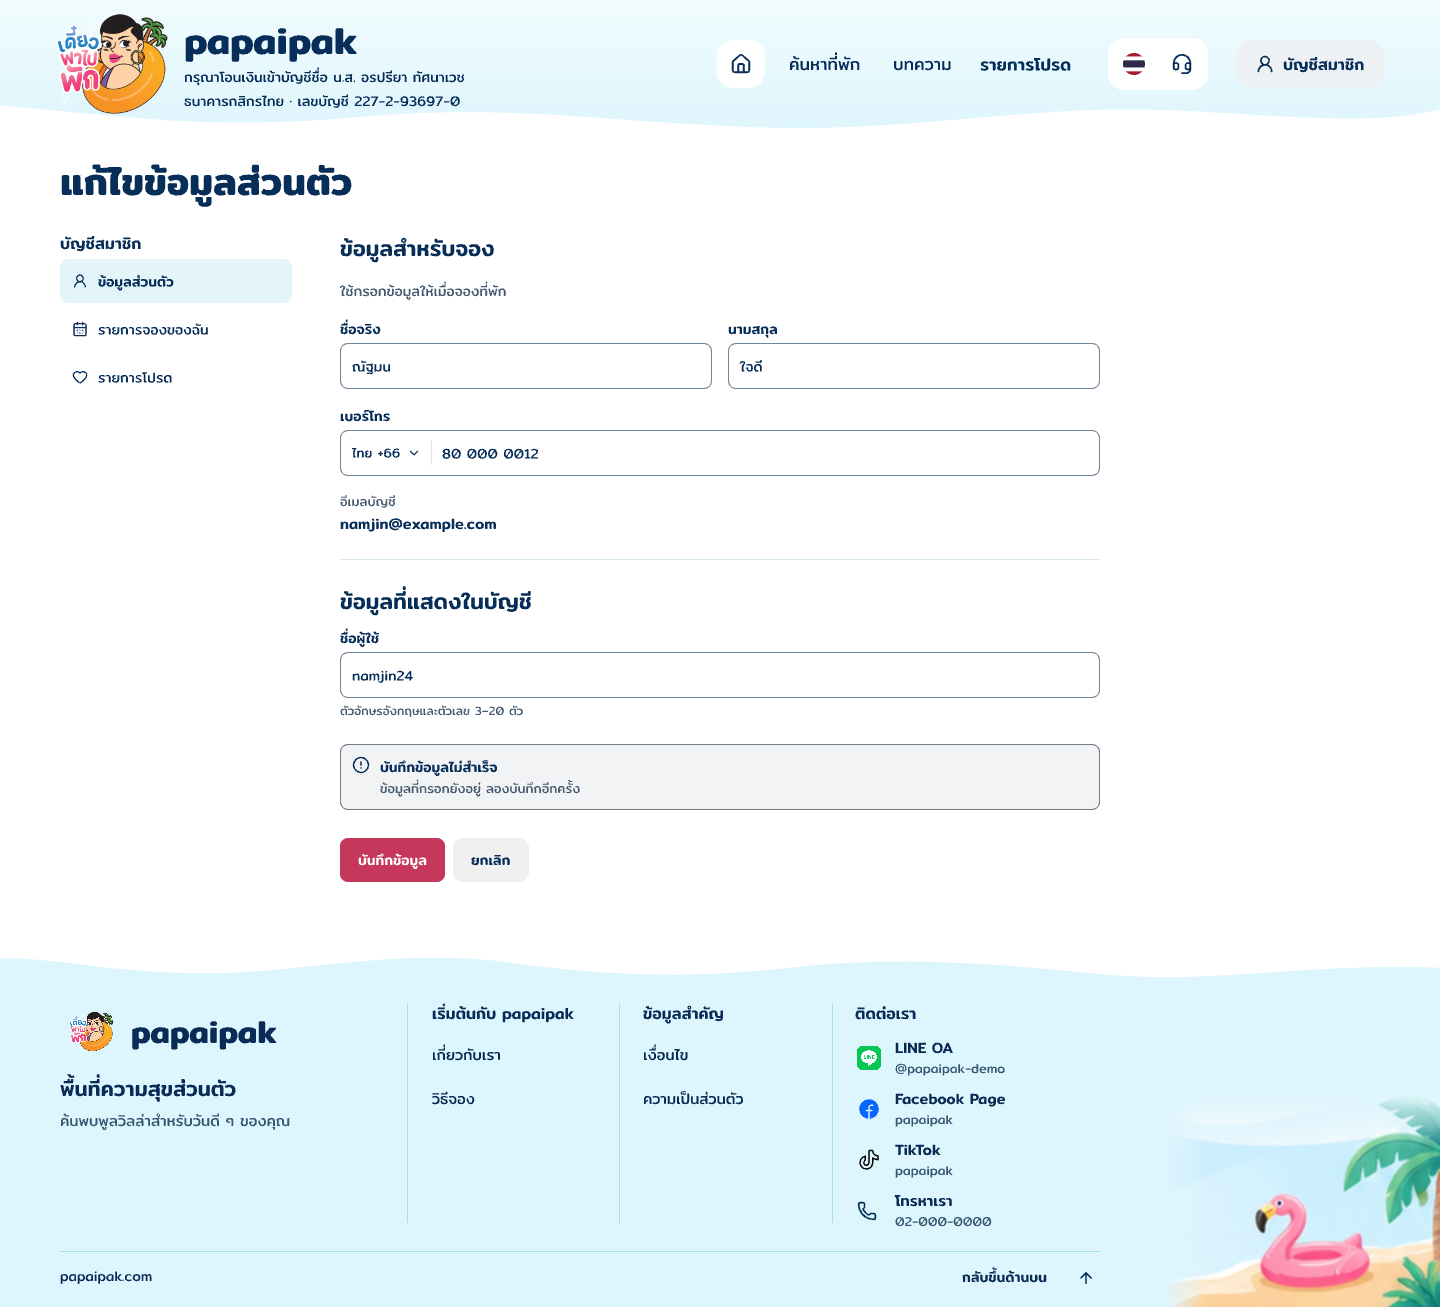 เดี๋ยว
พาไป
พัก
papaipak
กรุณาโอนเงินเข้าบัญชีชื่อ น.ส. อรปรียา ทัศนาเวช
ธนาคารกสิกรไทย · เลขบัญชี 227-2-93697-0
ค้นหาที่พัก
บทความ
รายการโปรด
บัญชีสมาชิก
แก้ไขข้อมูลส่วนตัว
บัญชีสมาชิก
ข้อมูลส่วนตัว
รายการจองของฉัน
รายการโปรด
ข้อมูลสำหรับจอง
ใช้กรอกข้อมูลให้เมื่อจองที่พัก
ชื่อจริง
นามสกุล
ณัฐมน
ใจดี
เบอร์โทร
ไทย +66
80 000 0012
อีเมลบัญชี
namjin@example.com
ข้อมูลที่แสดงในบัญชี
ชื่อผู้ใช้
namjin24
ตัวอักษรอังกฤษและตัวเลข 3–20 ตัว
บันทึกข้อมูลไม่สำเร็จ
ข้อมูลที่กรอกยังอยู่ ลองบันทึกอีกครั้ง
บันทึกข้อมูล
ยกเลิก
เดี๋ยว
พาไป
พัก
papaipak
พื้นที่ความสุขส่วนตัว
ค้นพบพูลวิลล่าสำหรับวันดี ๆ ของคุณ
เริ่มต้นกับ papaipak
เกี่ยวกับเรา
วิธีจอง
ข้อมูลสำคัญ
เงื่อนไข
ความเป็นส่วนตัว
ติดต่อเรา
LINE
LINE OA
@papaipak-demo
Facebook Page
papaipak
TikTok
papaipak
โทรหาเรา
02-000-0000
papaipak.com
กลับขึ้นด้านบน